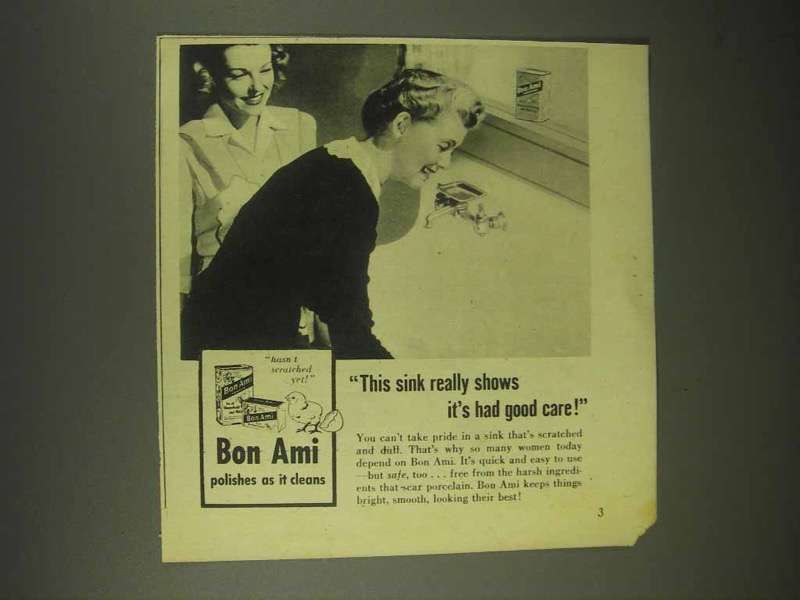 "hasn't
scratched
yet!"
Bon Ami
Bon Ami
Bon Ami
polishes as it cleans
"This sink really shows
it's had good care!"
You can't take pride in a sink that's scratched
and dull. That's why so many women today
depend on Bon Ami. It's quick and easy to use
—but safe, too . . . free from the harsh ingredi-
ents that scar porcelain. Bon Ami keeps things
bright, smooth, looking their best!
3